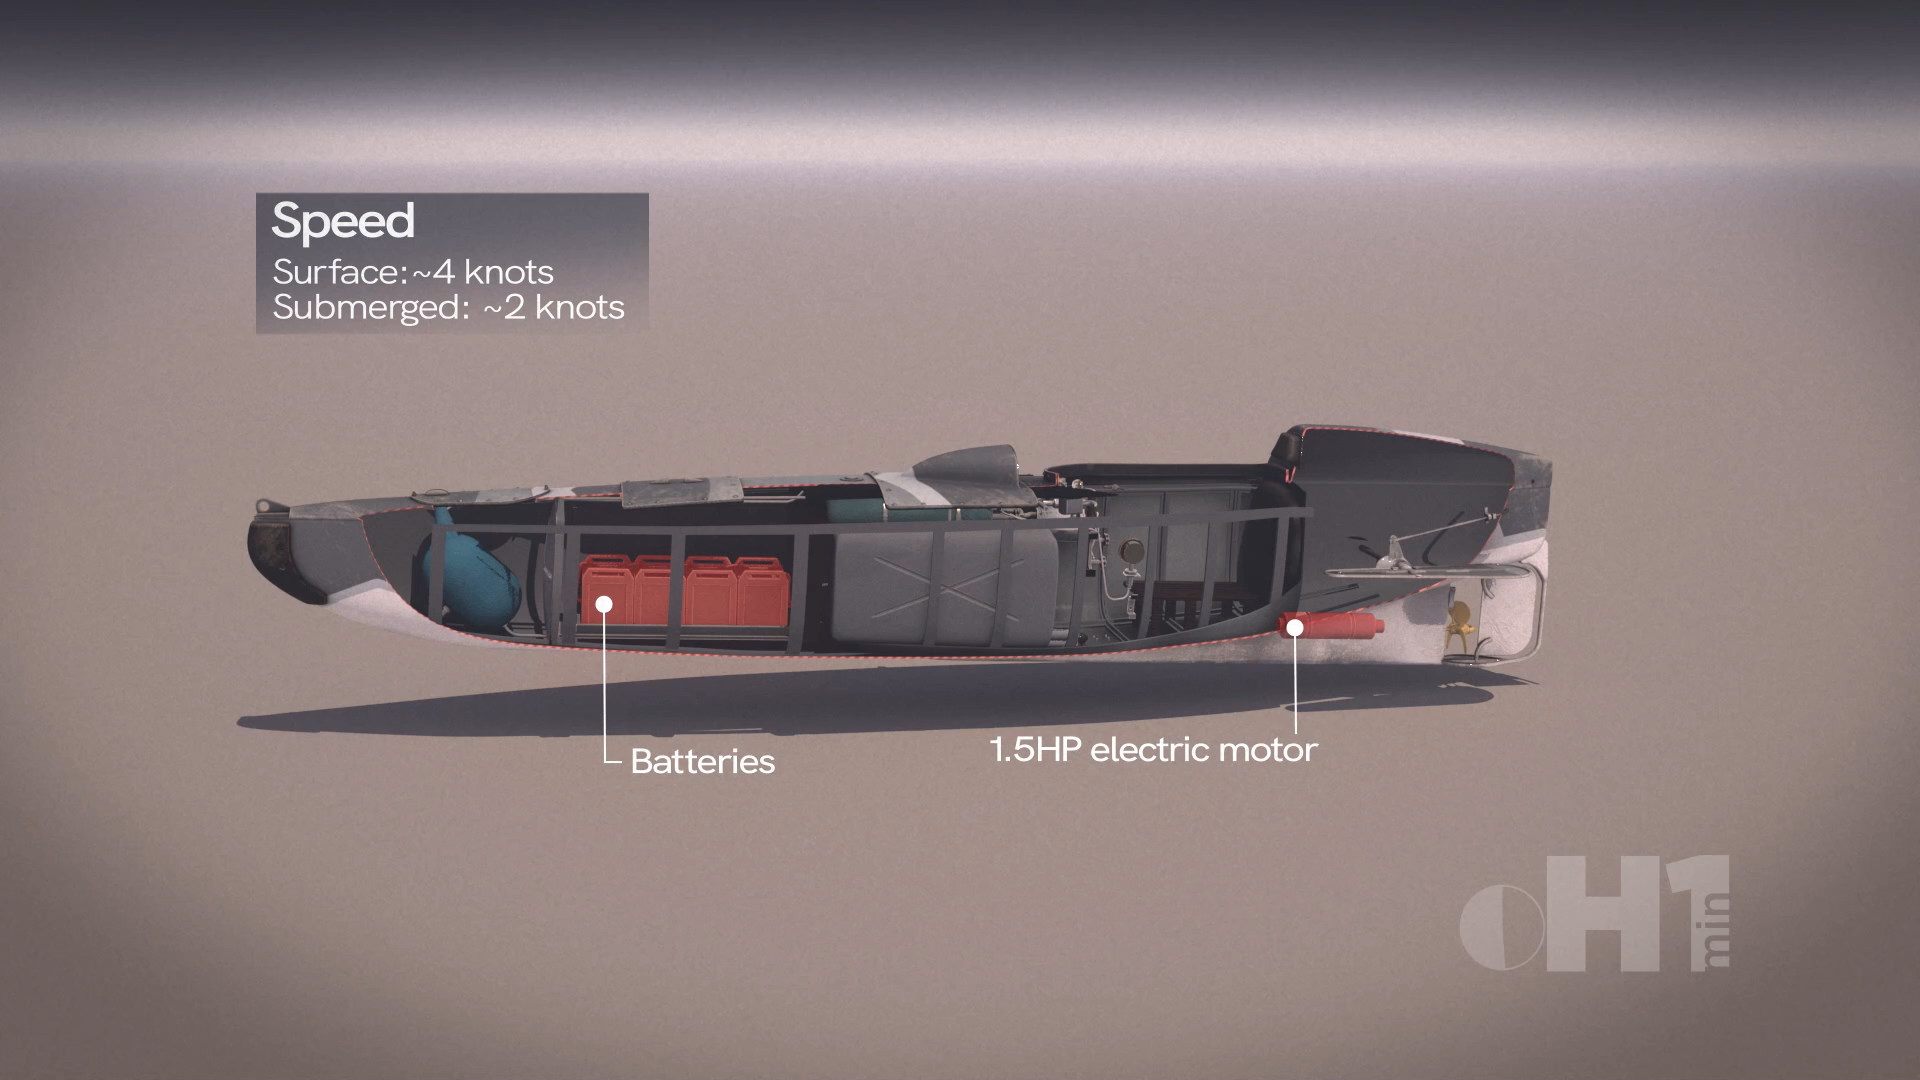 Speed
Surface: ~4 knots
Submerged: ~2 knots
Batteries
1.5HP electric motor
H1
min